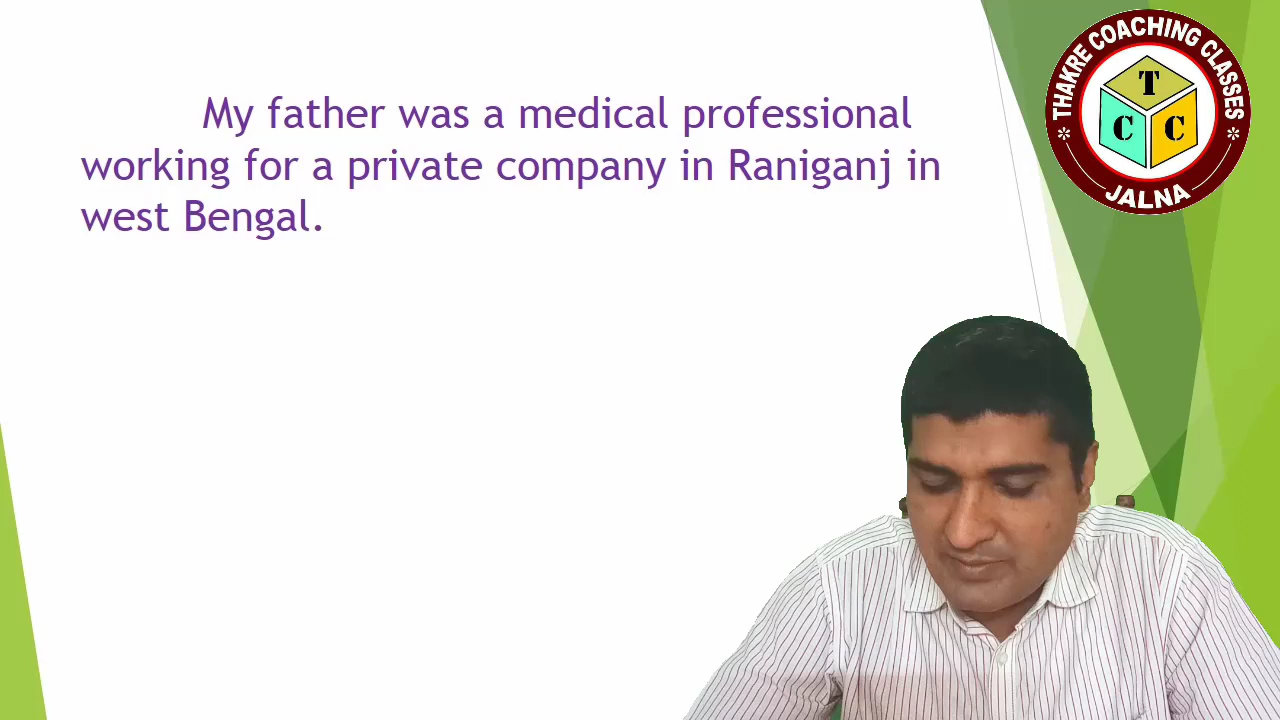 My father was a medical professional
working for a private company in Raniganj in
west Bengal.
THAKRE COACHING CLASSES
T
C C
JALNA